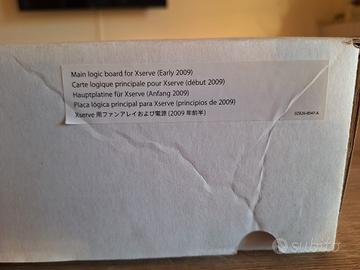 Main logic board for Xserve (Early 2009)
Carte logique principale pour Xserve (début 2009)
Hauptplatine für Xserve (Anfang 2009)
Placa lógica principal para Xserve (principios de 2009)
Xserve 用ファンアレイおよび電源 (2009 年前半)
subito